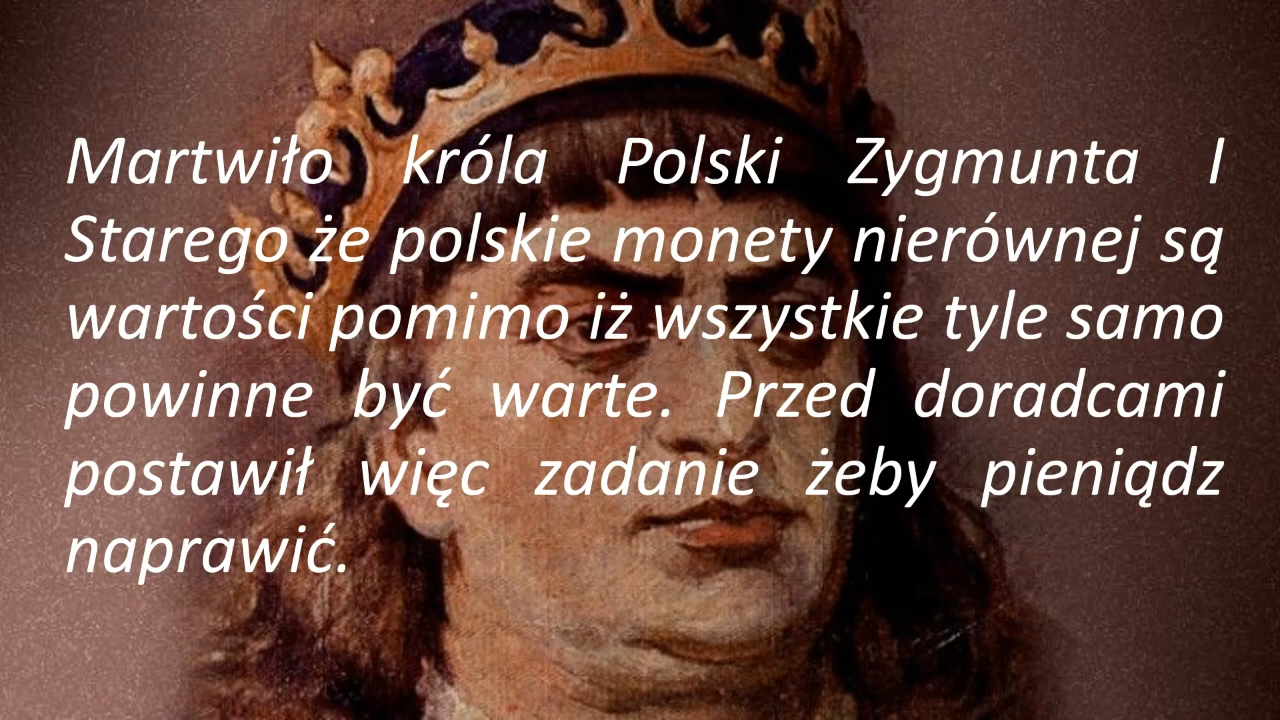 Martwiło króla Polski Zygmunta I
Starego że polskie monety nierównej są
wartości pomimo iż wszystkie tyle samo
powinne być warte. Przed doradcami
postawił więc zadanie żeby pieniądz
naprawić.